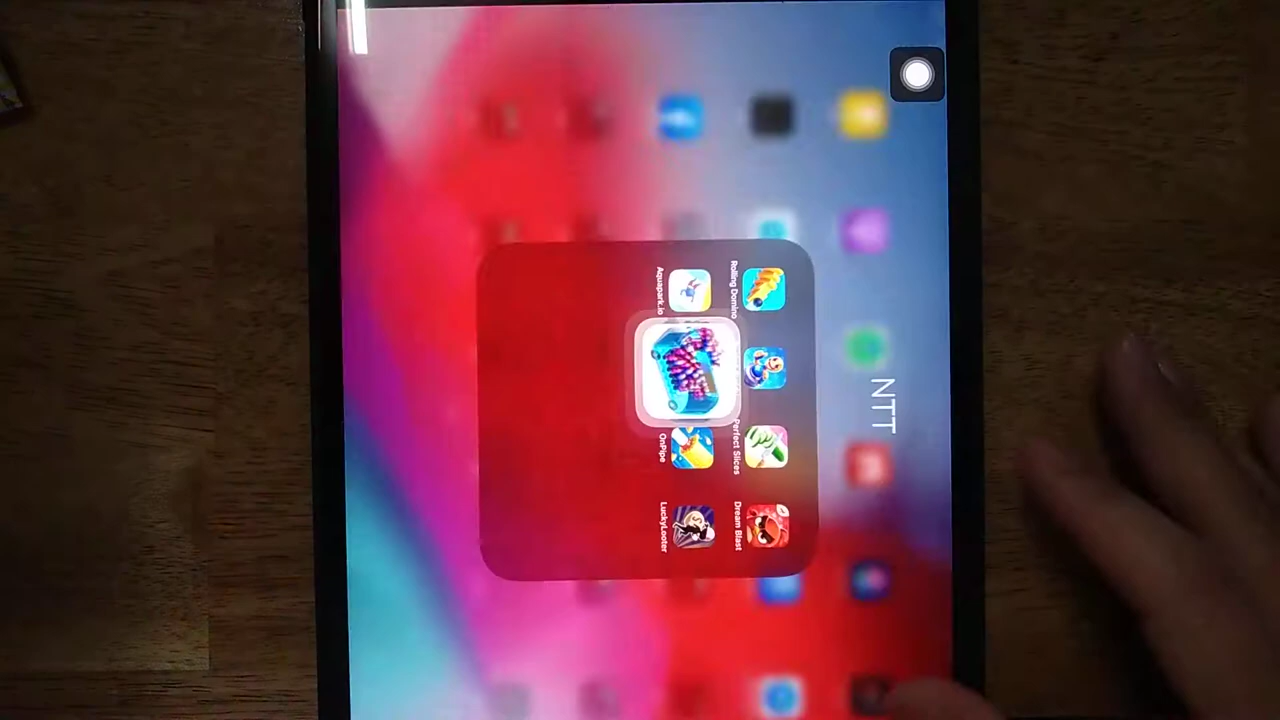 NTT
Rolling Domino
Perfect Slices
Dream Blast
Aquapark.io
OnPipe
LuckyLooter